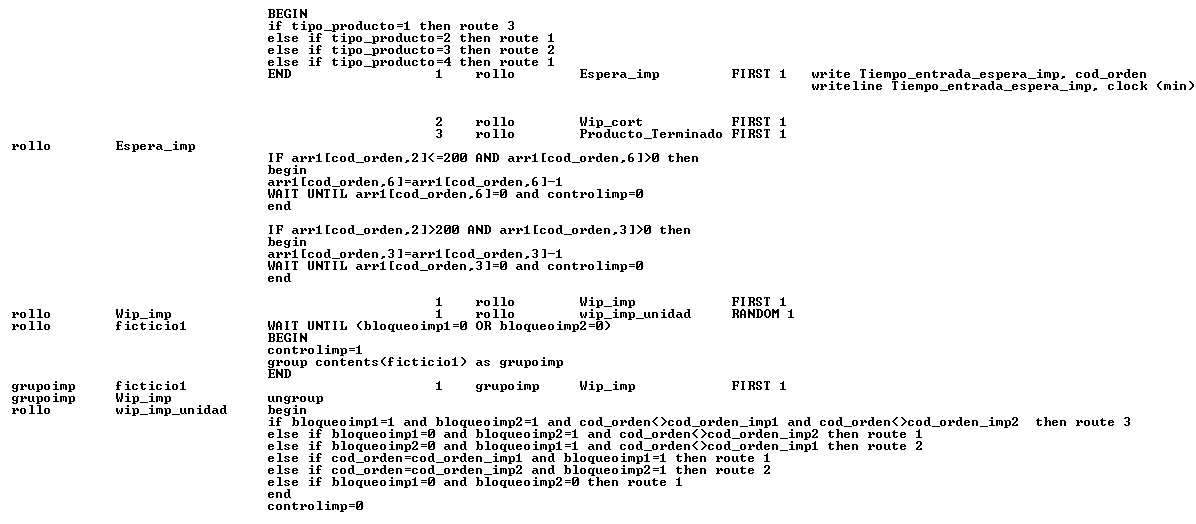 BEGIN
if tipo_producto=1 then route 3
else if tipo_producto=2 then route 1
else if tipo_producto=3 then route 2
else if tipo_producto=4 then route 1
END 1 rollo Espera_imp FIRST 1 write Tiempo_entrada_espera_imp, cod_orden
writeline Tiempo_entrada_espera_imp, clock (min)
2 rollo Wip_cort FIRST 1
3 rollo Producto_Terminado FIRST 1
rollo Espera_imp
IF arr1[cod_orden,2]<=200 AND arr1[cod_orden,6]>0 then
begin
arr1[cod_orden,6]=arr1[cod_orden,6]-1
WAIT UNTIL arr1[cod_orden,6]=0 and controlimp=0
end
IF arr1[cod_orden,2]>200 AND arr1[cod_orden,3]>0 then
begin
arr1[cod_orden,3]=arr1[cod_orden,3]-1
WAIT UNTIL arr1[cod_orden,3]=0 and controlimp=0
end
1 rollo Wip_imp FIRST 1
rollo Wip_imp 1 rollo wip_imp_unidad RANDOM 1
rollo ficticio1 WAIT UNTIL (bloqueoimp1=0 OR bloqueoimp2=0)
BEGIN
controlimp=1
group contents(ficticio1) as grupoimp
END
grupoimp ficticio1 1 grupoimp Wip_imp FIRST 1
grupoimp Wip_imp ungroup
rollo wip_imp_unidad begin
if bloqueoimp1=1 and bloqueoimp2=1 and cod_orden<>cod_orden_imp1 and cod_orden<>cod_orden_imp2 then route 3
else if bloqueoimp1=0 and bloqueoimp2=1 and cod_orden<>cod_orden_imp2 then route 1
else if bloqueoimp2=0 and bloqueoimp1=1 and cod_orden<>cod_orden_imp1 then route 2
else if cod_orden=cod_orden_imp1 and bloqueoimp1=1 then route 1
else if cod_orden=cod_orden_imp2 and bloqueoimp2=1 then route 2
else if bloqueoimp1=0 and bloqueoimp2=0 then route 1
end
controlimp=0